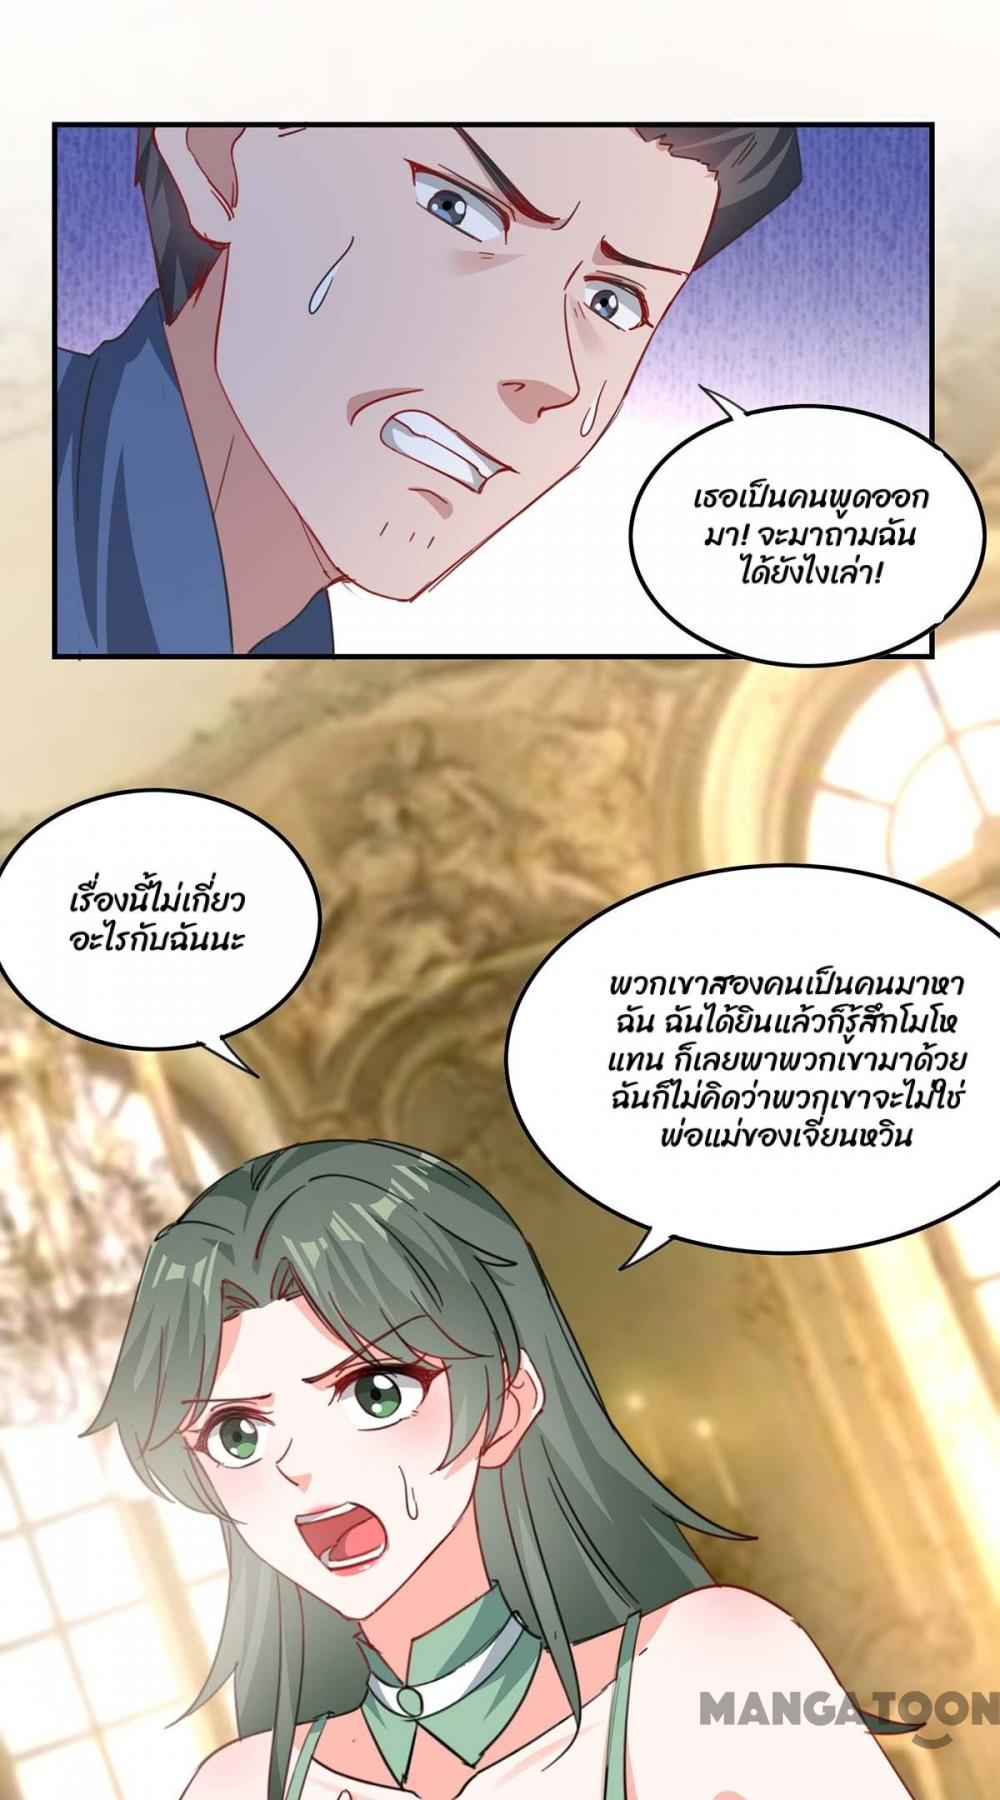 เธอเป็นคนพูดออก
มา! จะมาถามฉัน
ได้ยังไงเล่า!
เรื่องนี้ไม่เกี่ยว
อะไรกับฉันนะ
พวกเขาสองคนเป็นคนมาหา
ฉัน ฉันได้ยินแล้วก็รู้สึกโมโห
แทน ก็เลยพาพวกเขามาด้วย
ฉันก็ไม่คิดว่าพวกเขาจะไม่ใช่
พ่อแม่ของเจี่ยนหวิน
MANGATOON